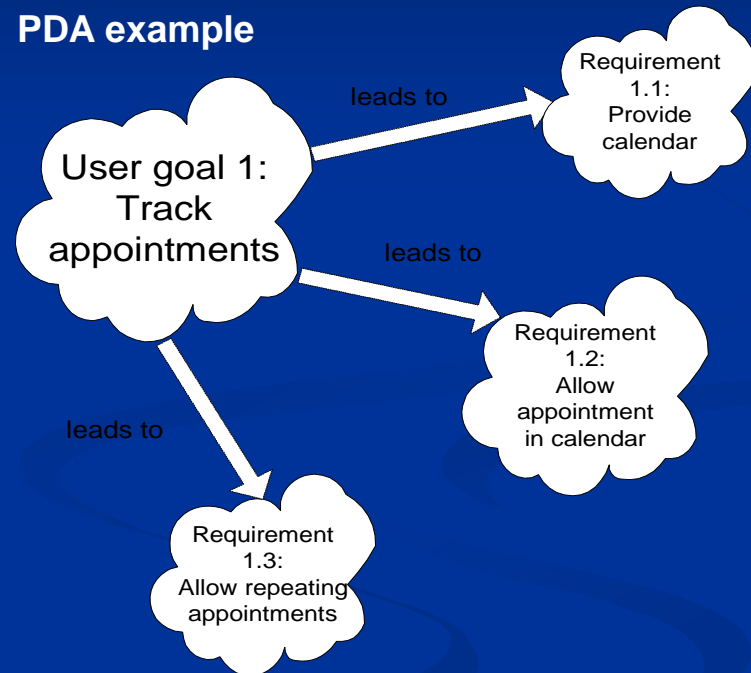 PDA example
leads to
Requirement
1.1:
Provide
calendar
User goal 1:
Track
appointments
leads to
Requirement
1.2:
Allow
appointment
in calendar
leads to
Requirement
1.3:
Allow repeating
appointments